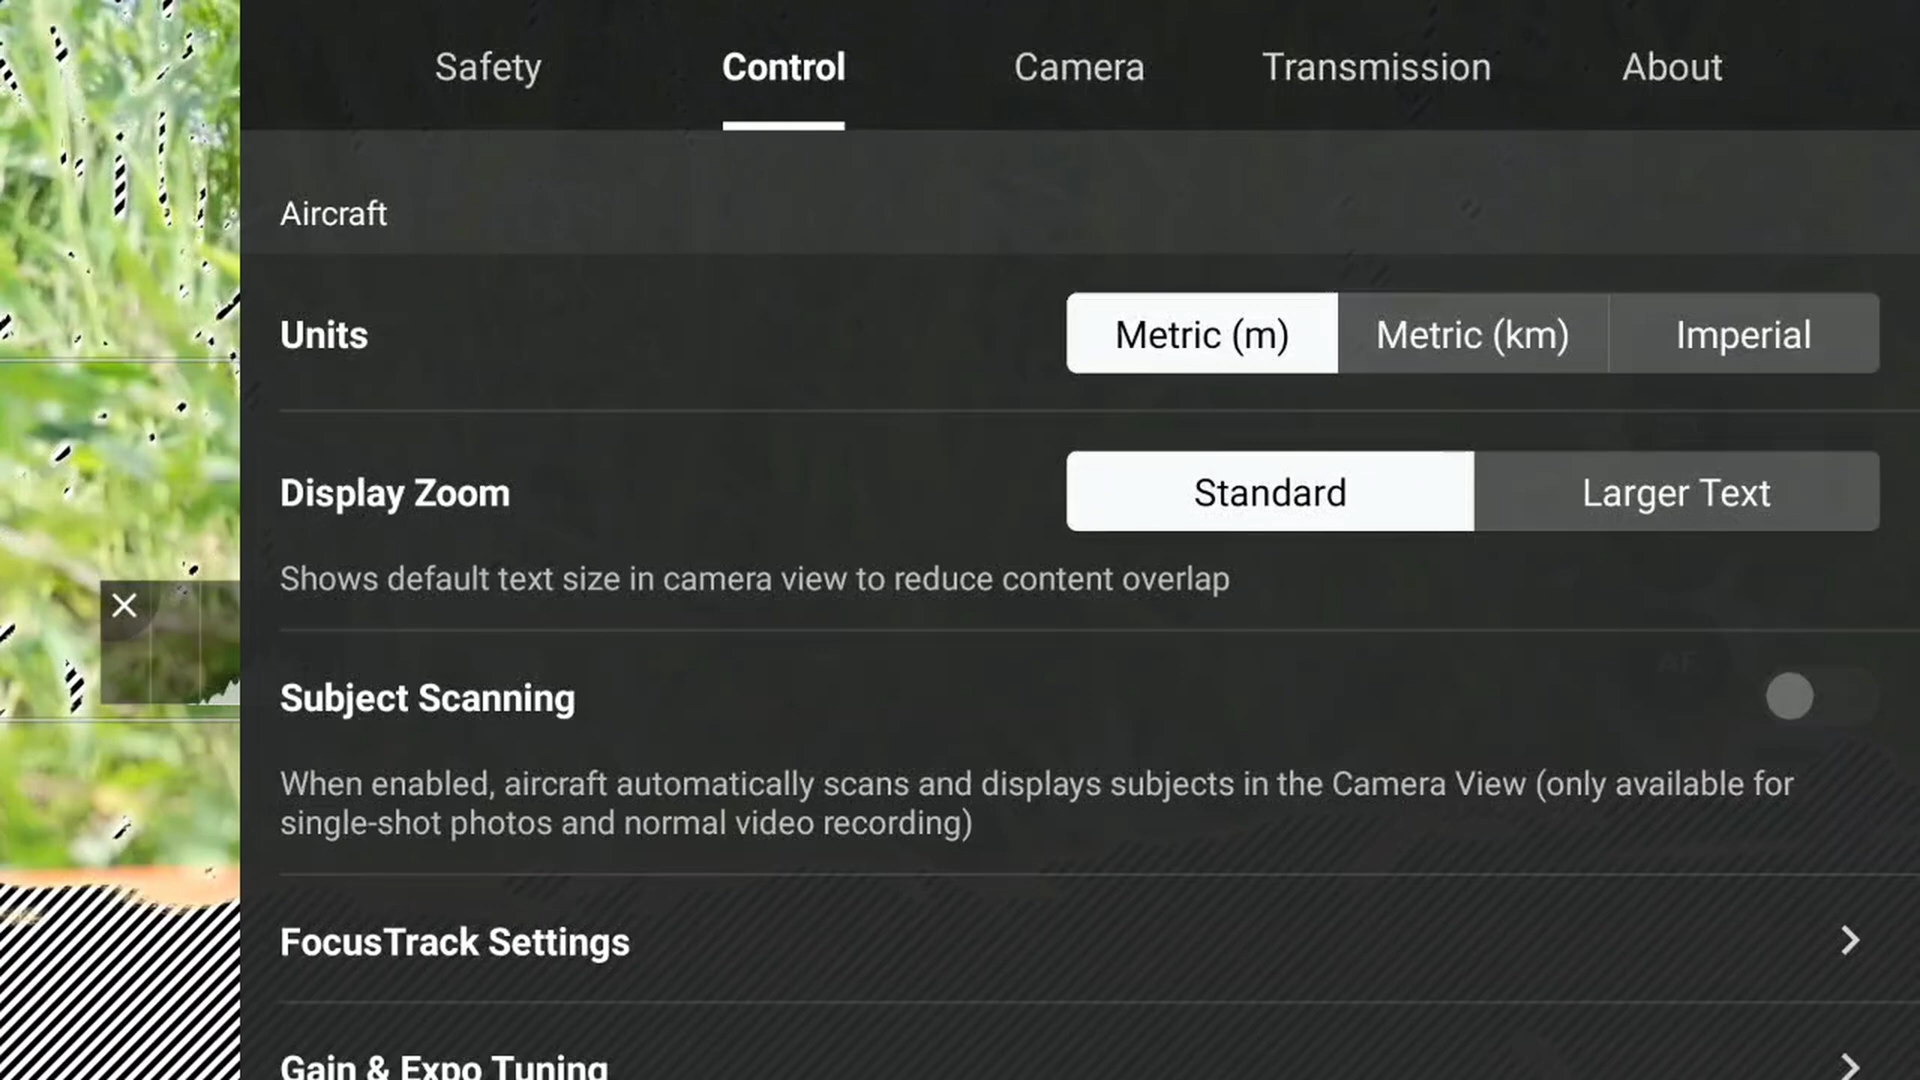 Safety Control Camera Transmission About
Aircraft
Units Metric (m) Metric (km) Imperial
Display Zoom Standard Larger Text
Shows default text size in camera view to reduce content overlap
Subject Scanning
When enabled, aircraft automatically scans and displays subjects in the Camera View (only available for
single-shot photos and normal video recording)
FocusTrack Settings
Gain & Expo Tuning